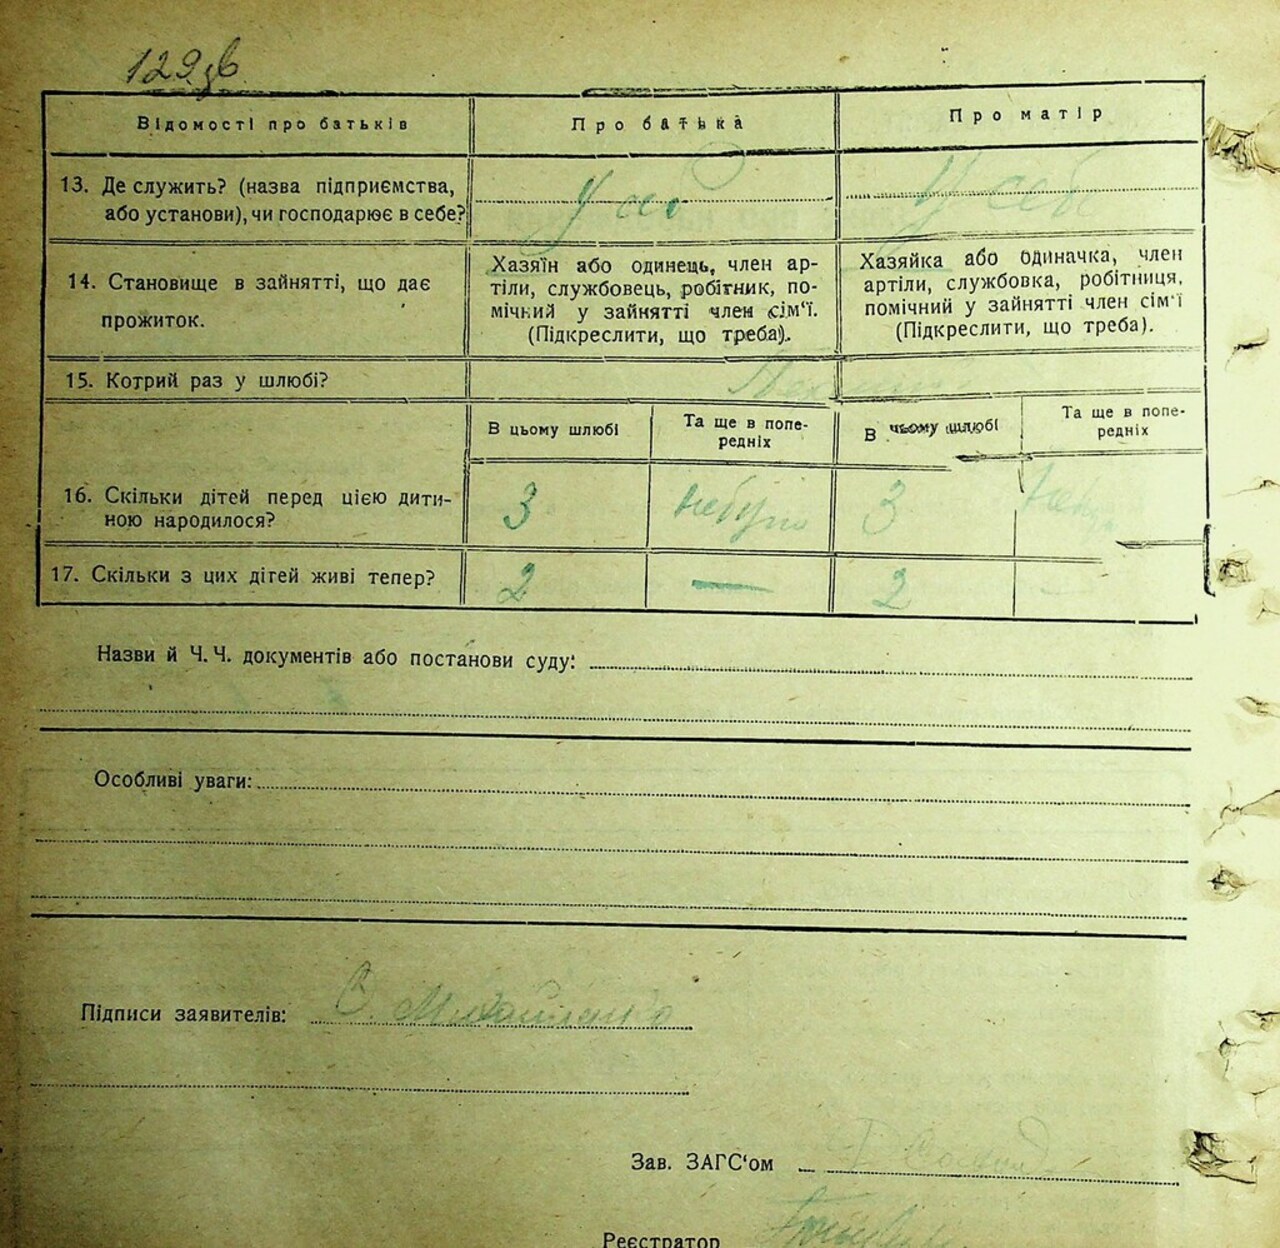 129зв
Відомості про батьків
Про батька
Про матір
13. Де служить? (назва підприємства,
або установи), чи господарює в себе?
у себе
У себе
14. Становище в зайнятті, що дає
прожиток.
Хазяїн або одинець, член ар-
тіли, службовець, робітник, по-
мічний у зайнятті член сім'ї.
(Підкреслити, що треба).
Хазяйка або одиначка, член
артіли, службовка, робітниця,
помічний у зайнятті член сім'ї
(Підкреслити, що треба).
15. Котрий раз у шлюбі?
В цьому шлюбі
Та ще в попе-
редніх
В цьому шлюбі
Та ще в попе-
редніх
16. Скільки дітей перед цією дити-
ною народилося?
3
небуло
3
17. Скільки з цих дітей живі тепер?
2
—
2
Назви й Ч. Ч. документів або постанови суду:
Особливі уваги:
Підписи заявителів:
Михайленко
Зав. ЗАГС'ом
Реєстратор